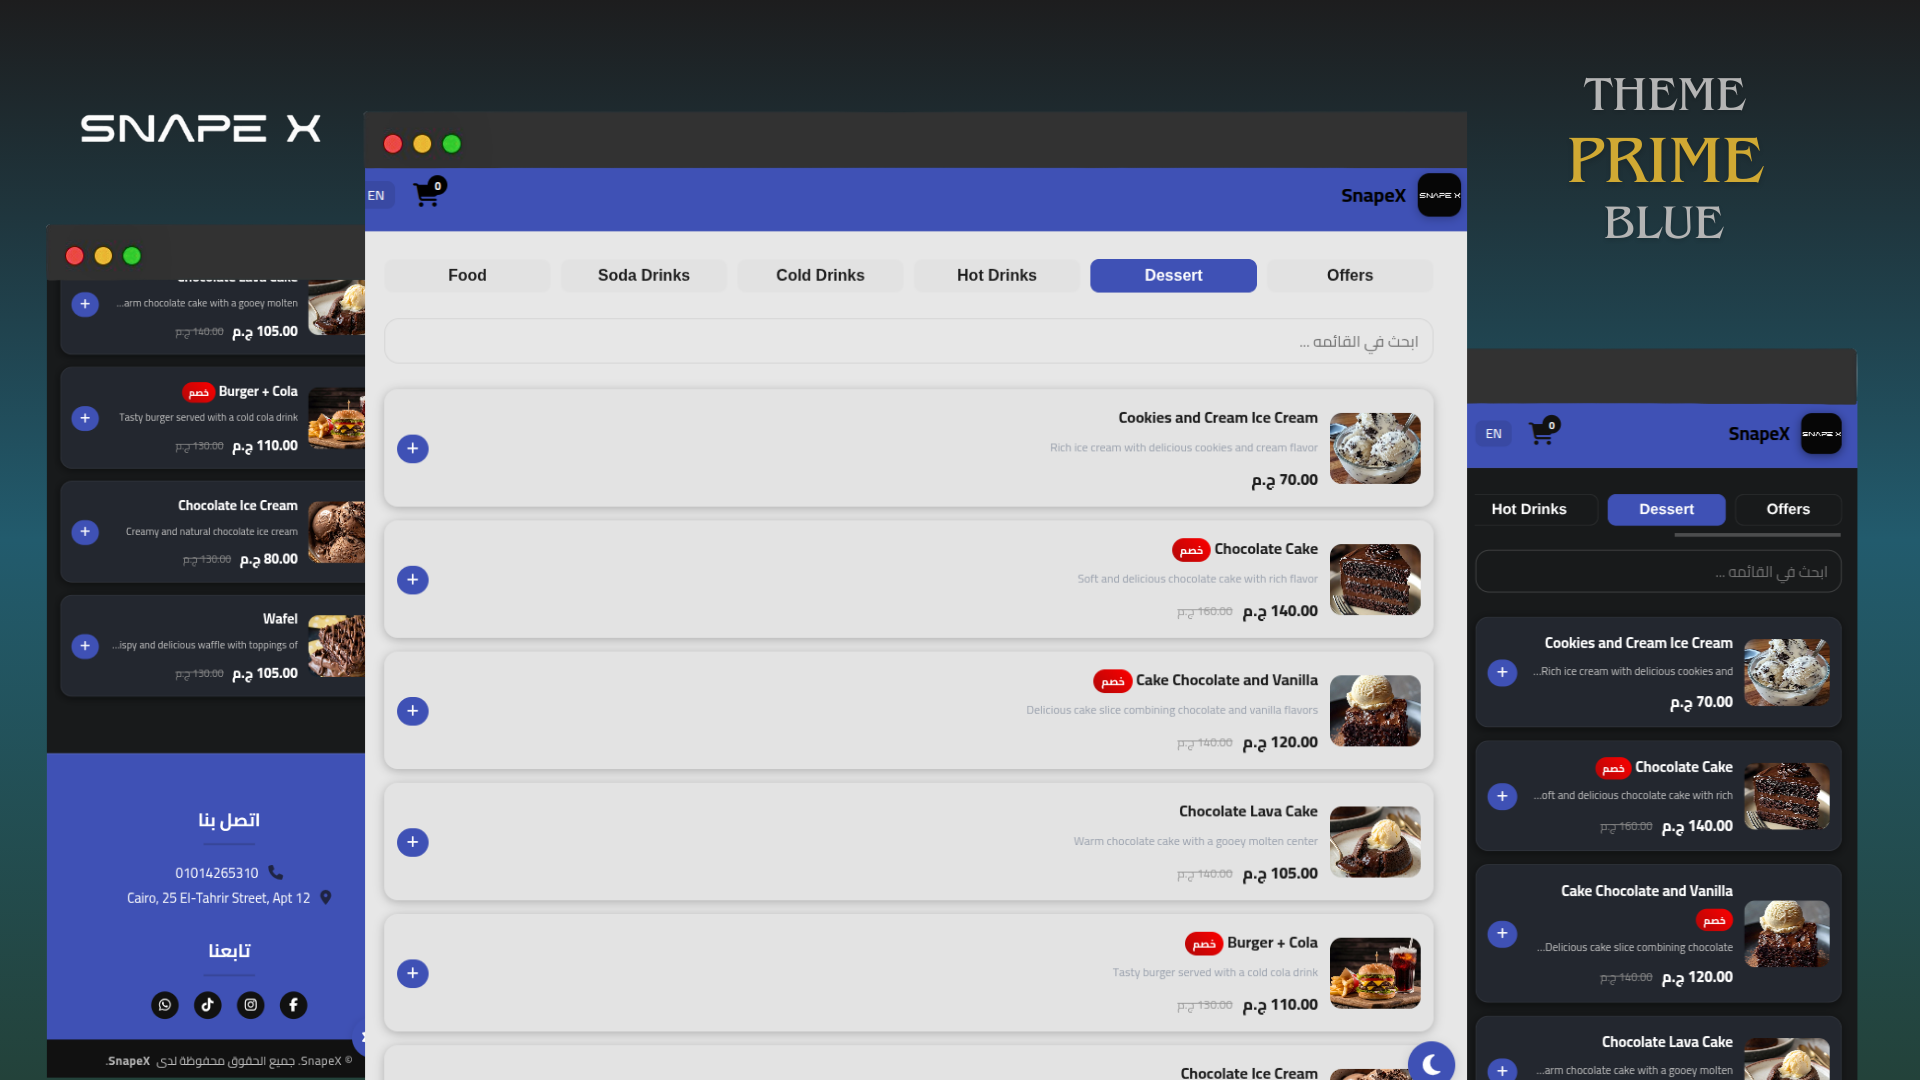 SNAPE X
THEME
PRIME
BLUE
arm chocolate cake with a gooey molten...
140.00 ج.م 105.00 ج.م
Burger + Cola خصم
Tasty burger served with a cold cola drink
130.00 ج.م 110.00 ج.م
Chocolate Ice Cream
Creamy and natural chocolate ice cream
130.00 ج.م 80.00 ج.م
Wafel
ispy and delicious waffle with toppings of...
130.00 ج.م 105.00 ج.م
اتصل بنا
01014265310
Cairo, 25 El-Tahrir Street, Apt 12
تابعنا
© SnapeX. جميع الحقوق محفوظة لدى SnapeX.
EN
0
SnapeX
SNAPE X
Food
Soda Drinks
Cold Drinks
Hot Drinks
Dessert
Offers
ابحث في القائمه ...
Cookies and Cream Ice Cream
Rich ice cream with delicious cookies and cream flavor
70.00 ج.م
Chocolate Cake خصم
Soft and delicious chocolate cake with rich flavor
160.00 ج.م 140.00 ج.م
Cake Chocolate and Vanilla خصم
Delicious cake slice combining chocolate and vanilla flavors
140.00 ج.م 120.00 ج.م
Chocolate Lava Cake
Warm chocolate cake with a gooey molten center
140.00 ج.م 105.00 ج.م
Burger + Cola خصم
Tasty burger served with a cold cola drink
130.00 ج.م 110.00 ج.م
Chocolate Ice Cream
EN
0
SnapeX
SNAPE X
Hot Drinks
Dessert
Offers
ابحث في القائمه ...
Cookies and Cream Ice Cream
Rich ice cream with delicious cookies and...
70.00 ج.م
Chocolate Cake خصم
oft and delicious chocolate cake with rich...
160.00 ج.م 140.00 ج.م
Cake Chocolate and Vanilla
خصم
Delicious cake slice combining chocolate...
140.00 ج.م 120.00 ج.م
Chocolate Lava Cake
arm chocolate cake with a gooey molten...